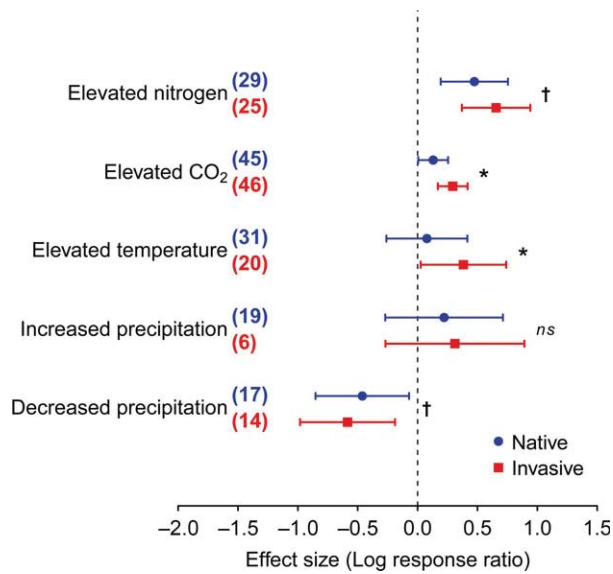 Elevated nitrogen (29)
(25)
†
Elevated CO₂ (45)
(46)
*
Elevated temperature (31)
(20)
*
Increased precipitation (19)
(6)
ns
Decreased precipitation (17)
(14)
†
Native
Invasive
–2.0 –1.5 –1.0 –0.5 0.0 0.5 1.0 1.5
Effect size (Log response ratio)